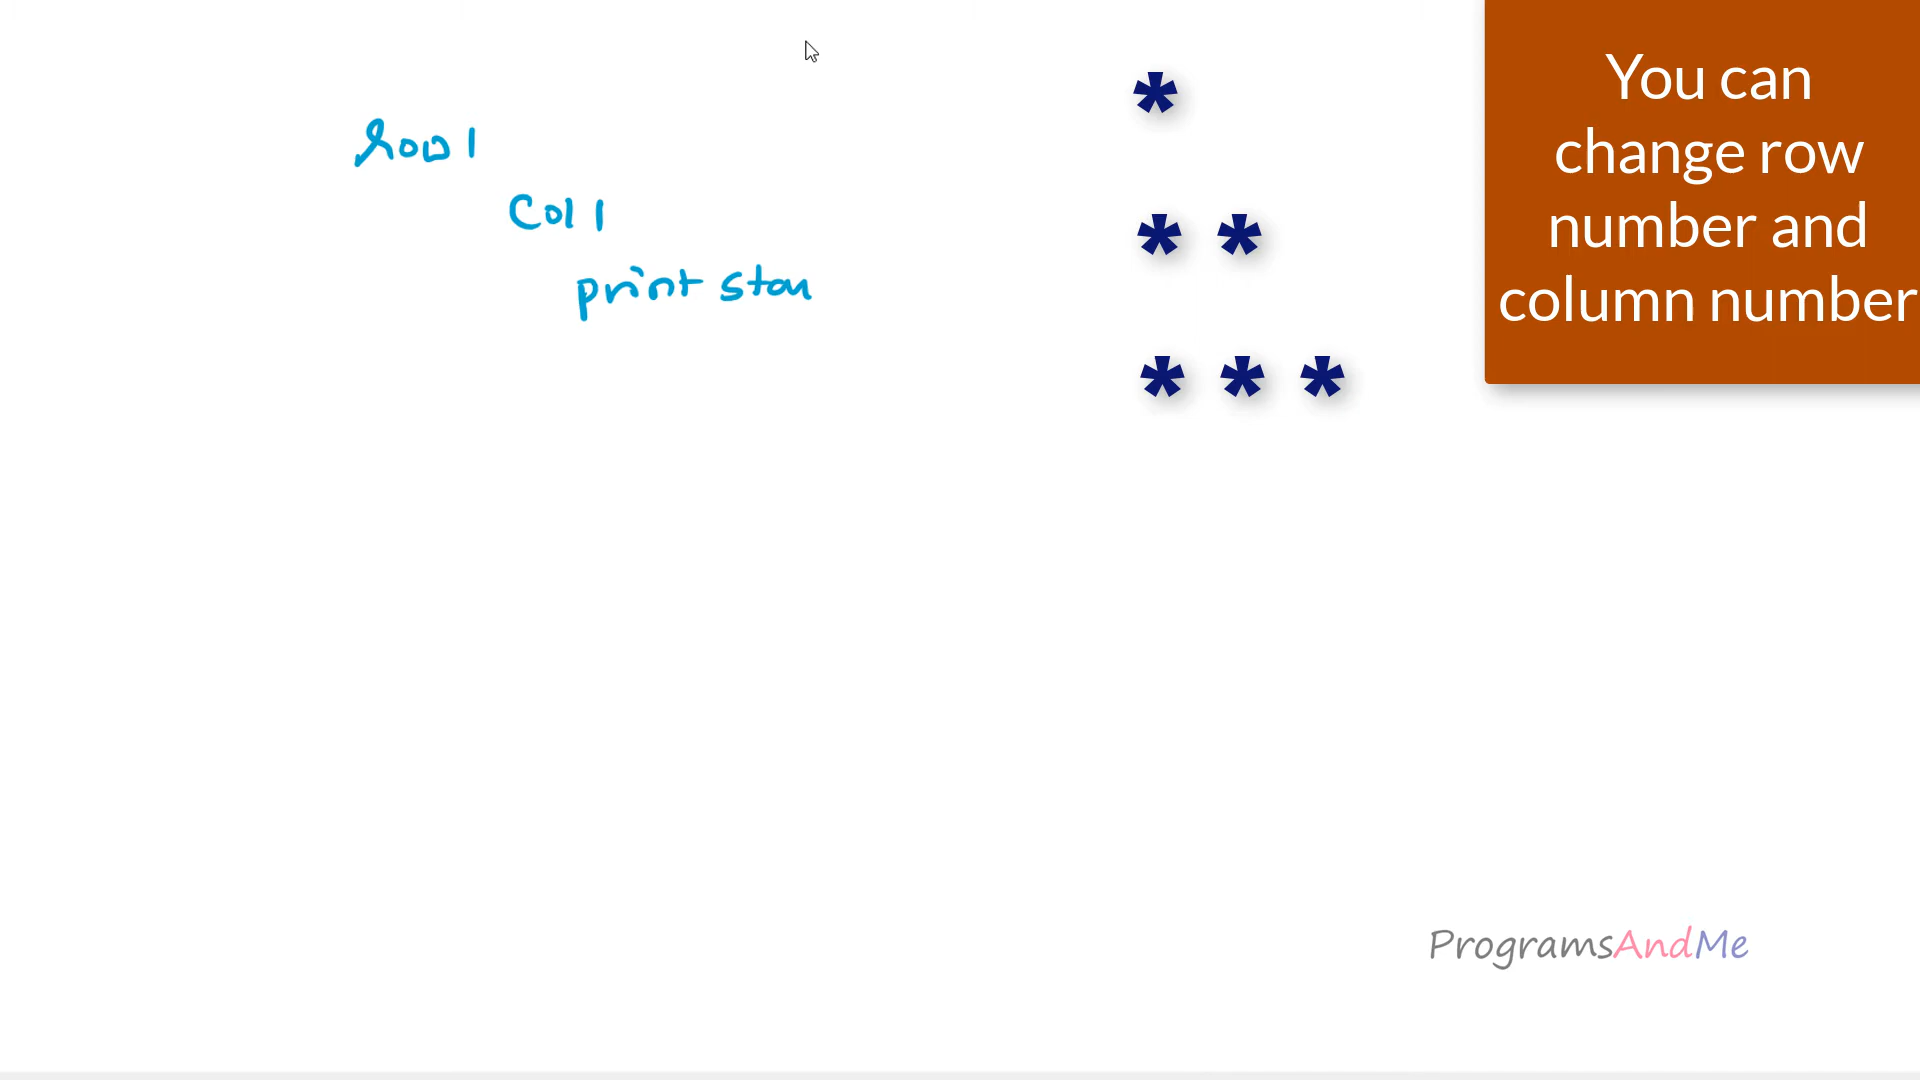 row 1
Col 1
print star
*
* *
* * *
You can
change row
number and
column number
ProgramsAndMe